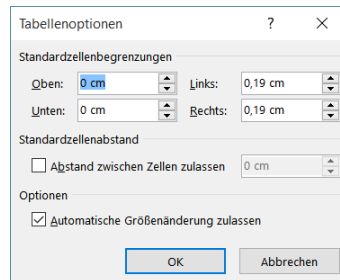 Tabellenoptionen ? ×
Standardzellenbegrenzungen
Oben: 0 cm Links: 0,19 cm
Unten: 0 cm Rechts: 0,19 cm
Standardzellenabstand
Abstand zwischen Zellen zulassen 0 cm
Optionen
Automatische Größenänderung zulassen
OK Abbrechen